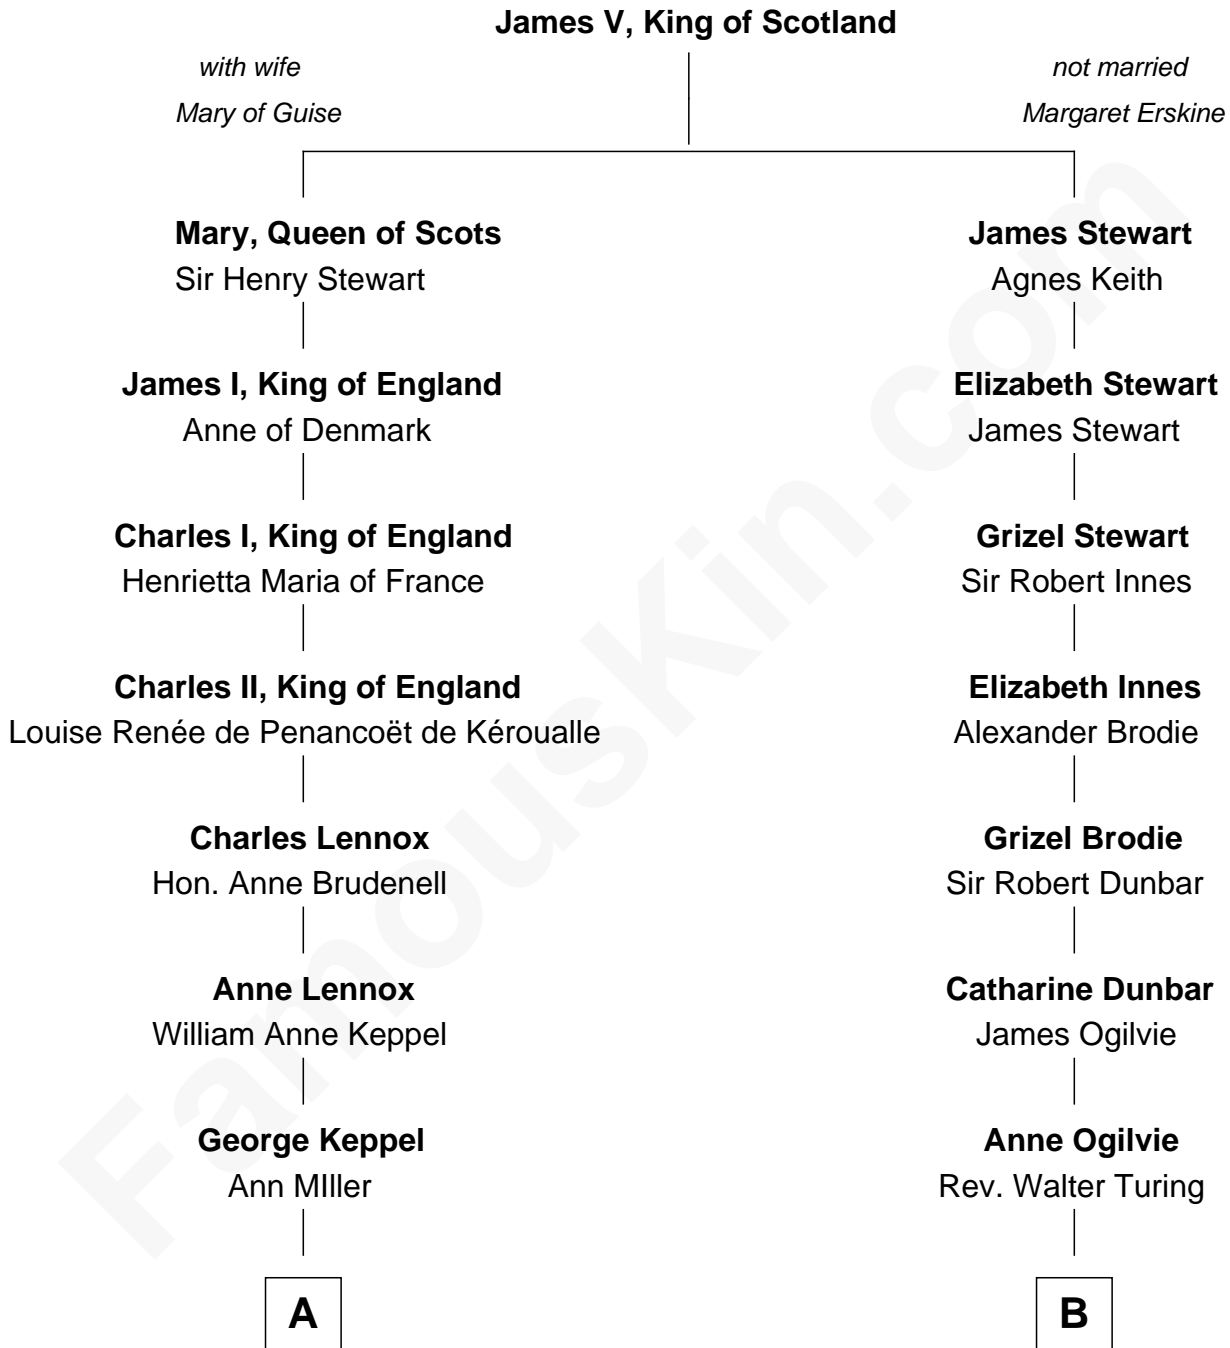 James V, King of Scotland
with wife
Mary of Guise
not married
Margaret Erskine
Mary, Queen of Scots
Sir Henry Stewart
James Stewart
Agnes Keith
James I, King of England
Anne of Denmark
Elizabeth Stewart
James Stewart
Charles I, King of England
Henrietta Maria of France
Grizel Stewart
Sir Robert Innes
Charles II, King of England
Louise Renée de Penancoët de Kéroualle
Elizabeth Innes
Alexander Brodie
Charles Lennox
Hon. Anne Brudenell
Grizel Brodie
Sir Robert Dunbar
Anne Lennox
William Anne Keppel
Catharine Dunbar
James Ogilvie
George Keppel
Ann MIller
Anne Ogilvie
Rev. Walter Turing
A
B
FamousKin.com